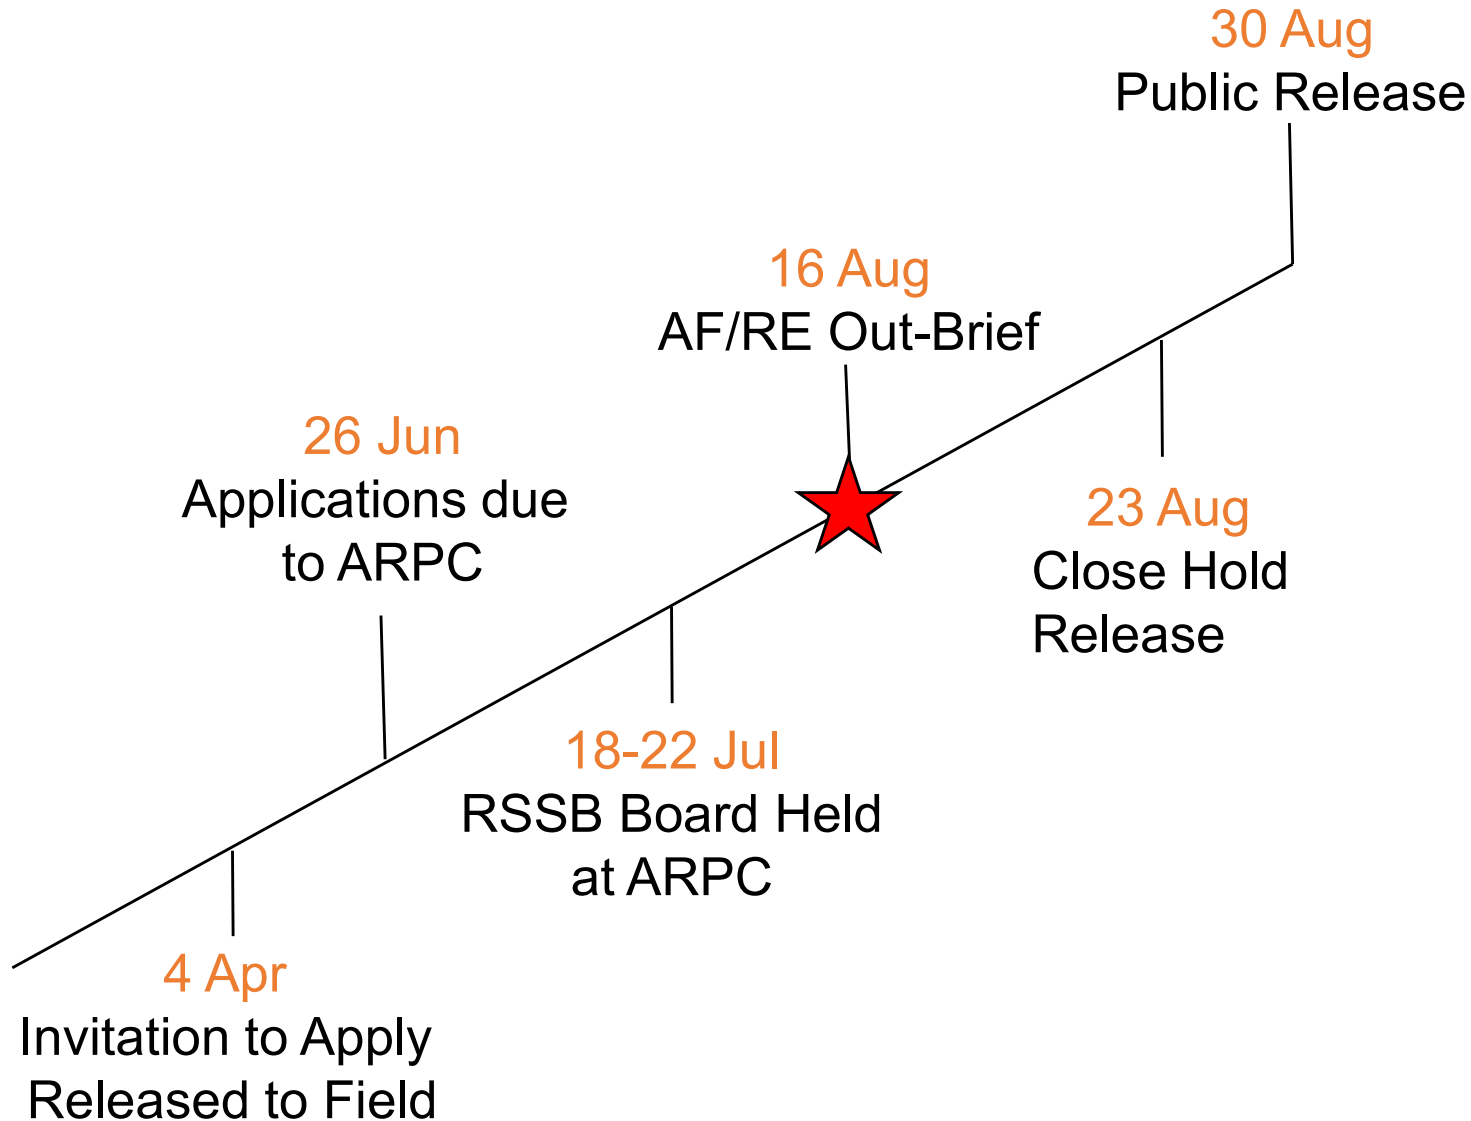 30 Aug
Public Release
16 Aug
AF/RE Out-Brief
26 Jun
Applications due
to ARPC
23 Aug
Close Hold
Release
18-22 Jul
RSSB Board Held
at ARPC
4 Apr
Invitation to Apply
Released to Field